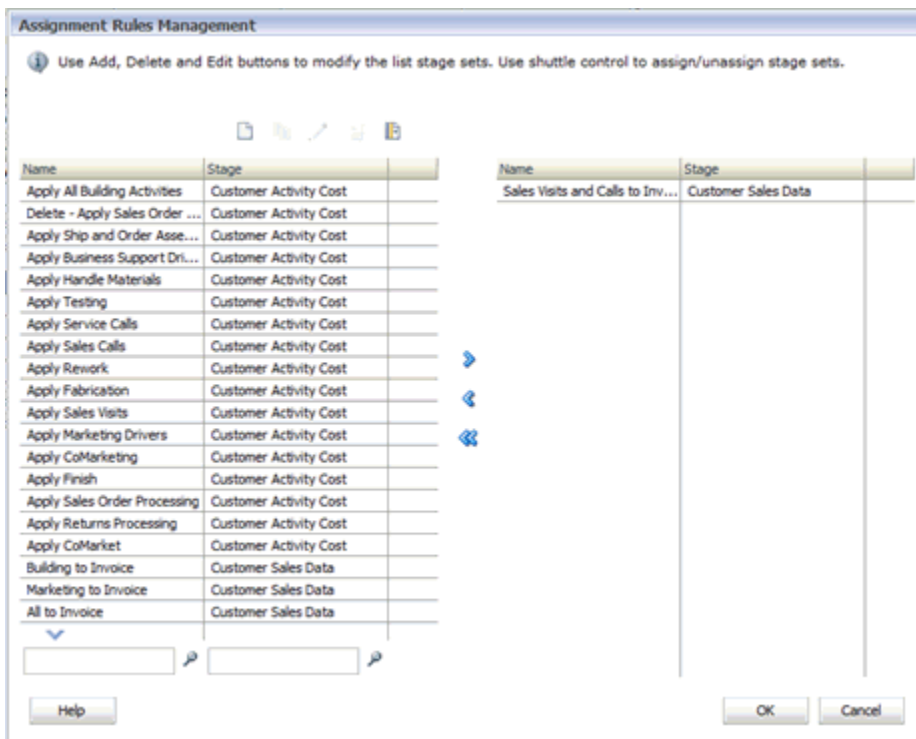 Assignment Rules Management
Use Add, Delete and Edit buttons to modify the list stage sets. Use shuttle control to assign/unassign stage sets.
Name Stage
Apply All Building Activities Customer Activity Cost
Delete - Apply Sales Order ... Customer Activity Cost
Apply Ship and Order Asse... Customer Activity Cost
Apply Business Support Dri... Customer Activity Cost
Apply Handle Materials Customer Activity Cost
Apply Testing Customer Activity Cost
Apply Service Calls Customer Activity Cost
Apply Sales Calls Customer Activity Cost
Apply Rework Customer Activity Cost
Apply Fabrication Customer Activity Cost
Apply Sales Visits Customer Activity Cost
Apply Marketing Drivers Customer Activity Cost
Apply CoMarketing Customer Activity Cost
Apply Finish Customer Activity Cost
Apply Sales Order Processing Customer Activity Cost
Apply Returns Processing Customer Activity Cost
Apply CoMarket Customer Activity Cost
Building to Invoice Customer Sales Data
Marketing to Invoice Customer Sales Data
All to Invoice Customer Sales Data
Name Stage
Sales Visits and Calls to Inv... Customer Sales Data
Help OK Cancel